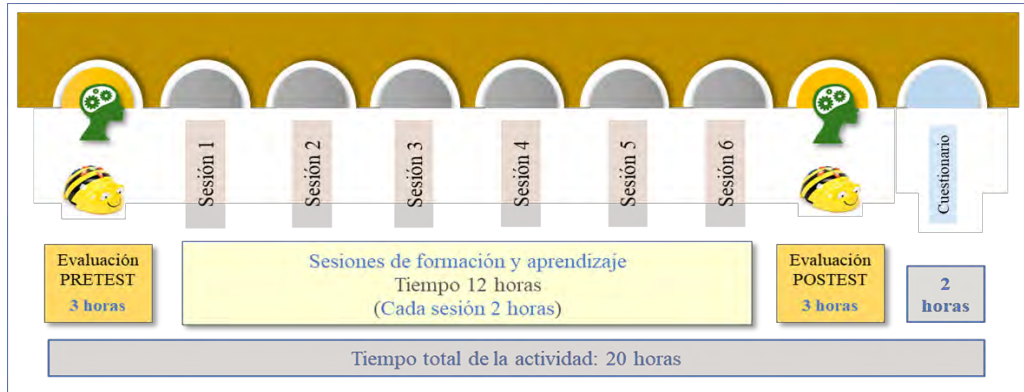 Sesión 1
Sesión 2
Sesión 3
Sesión 4
Sesión 5
Sesión 6
Cuestionario
Evaluación
PRETEST
3 horas
Sesiones de formación y aprendizaje
Tiempo 12 horas
(Cada sesión 2 horas)
Evaluación
POSTEST
3 horas
2
horas
Tiempo total de la actividad: 20 horas